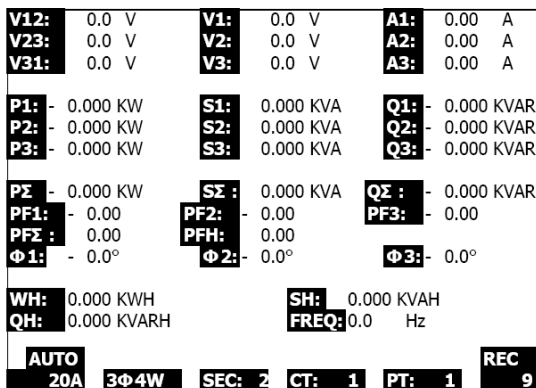 V12: 0.0 V V1: 0.0 V A1: 0.00 A
V23: 0.0 V V2: 0.0 V A2: 0.00 A
V31: 0.0 V V3: 0.0 V A3: 0.00 A
P1: - 0.000 KW S1: 0.000 KVA Q1: - 0.000 KVAR
P2: - 0.000 KW S2: 0.000 KVA Q2: - 0.000 KVAR
P3: - 0.000 KW S3: 0.000 KVA Q3: - 0.000 KVAR
PΣ - 0.000 KW SΣ : 0.000 KVA QΣ : - 0.000 KVAR
PF1: - 0.00 PF2: - 0.00 PF3: - 0.00
PFΣ : 0.00 PFH: 0.00
Φ1: - 0.0° Φ2: - 0.0° Φ3: - 0.0°
WH: 0.000 KWH SH: 0.000 KVAH
QH: 0.000 KVARH FREQ: 0.0 Hz
AUTO REC
20A 3Φ4W SEC: 2 CT: 1 PT: 1 9